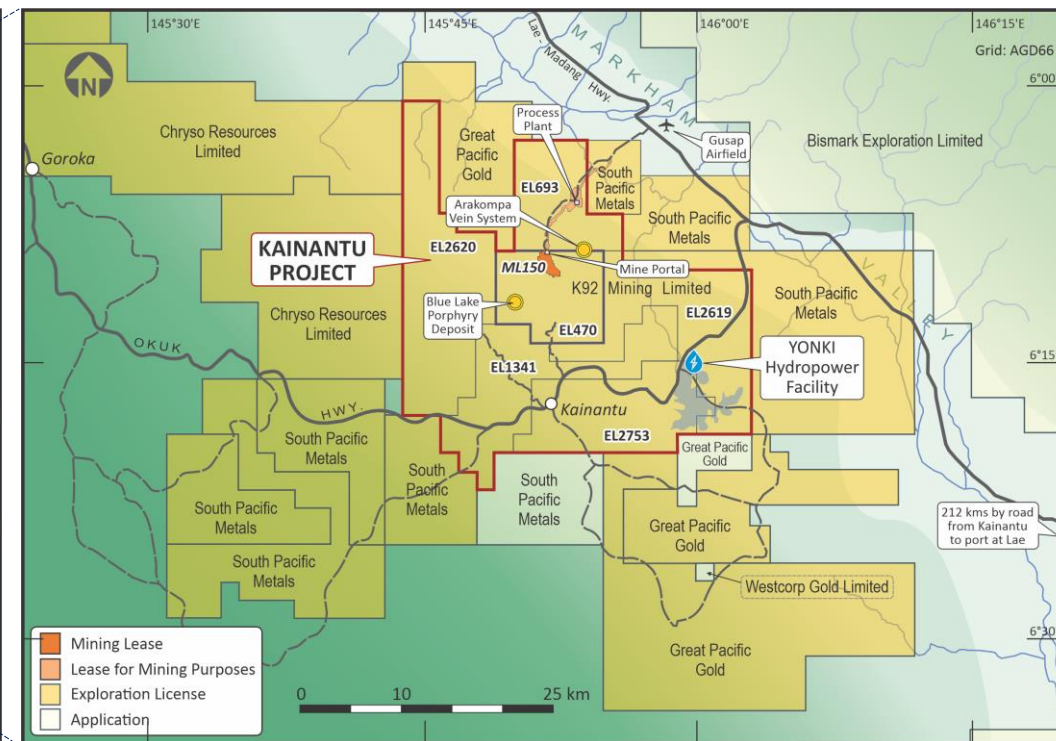 145°30'E
145°45'E
146°00'E
146°15'E
Grid: AGD66
N
Lae - Madang Hwy.
MARKHAM
6°00'
Chryso Resources
Limited
Great
Pacific
Gold
Process
Plant
Gusap
Airfield
Bismark Exploration Limited
Goroka
EL693
South
Pacific
Metals
Arakompa
Vein System
South Pacific
Metals
KAINANTU
PROJECT
EL2620
ML150
Mine Portal
K92 Mining Limited
VALLEY
Chryso Resources
Limited
Blue Lake
Porphyry
Deposit
EL470
EL2619
South Pacific
Metals
OKUK
HWY.
EL1341
YONKI
Hydropower
Facility
6°15'
Kainantu
EL2753
South Pacific
Metals
South
Pacific
Metals
South
Pacific
Metals
Great Pacific
Gold
South Pacific
Metals
Great Pacific
Gold
212 kms by road
from Kainantu
to port at Lae
South Pacific
Metals
Westcorp Gold Limited
Great Pacific
Gold
6°30'
Mining Lease
Lease for Mining Purposes
Exploration License
Application
0 10 25 km